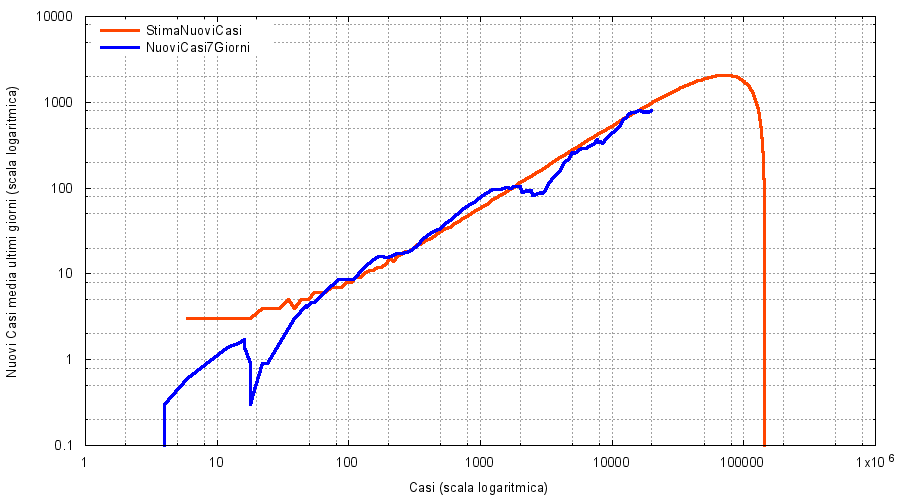 10000
StimaNuoviCasi
NuoviCasi7Giorni
1000
100
10
1
0.1
Nuovi Casi media ultimi giorni (scala logaritmica)
1
10
100
1000
10000
100000
1x10 6
Casi (scala logaritmica)